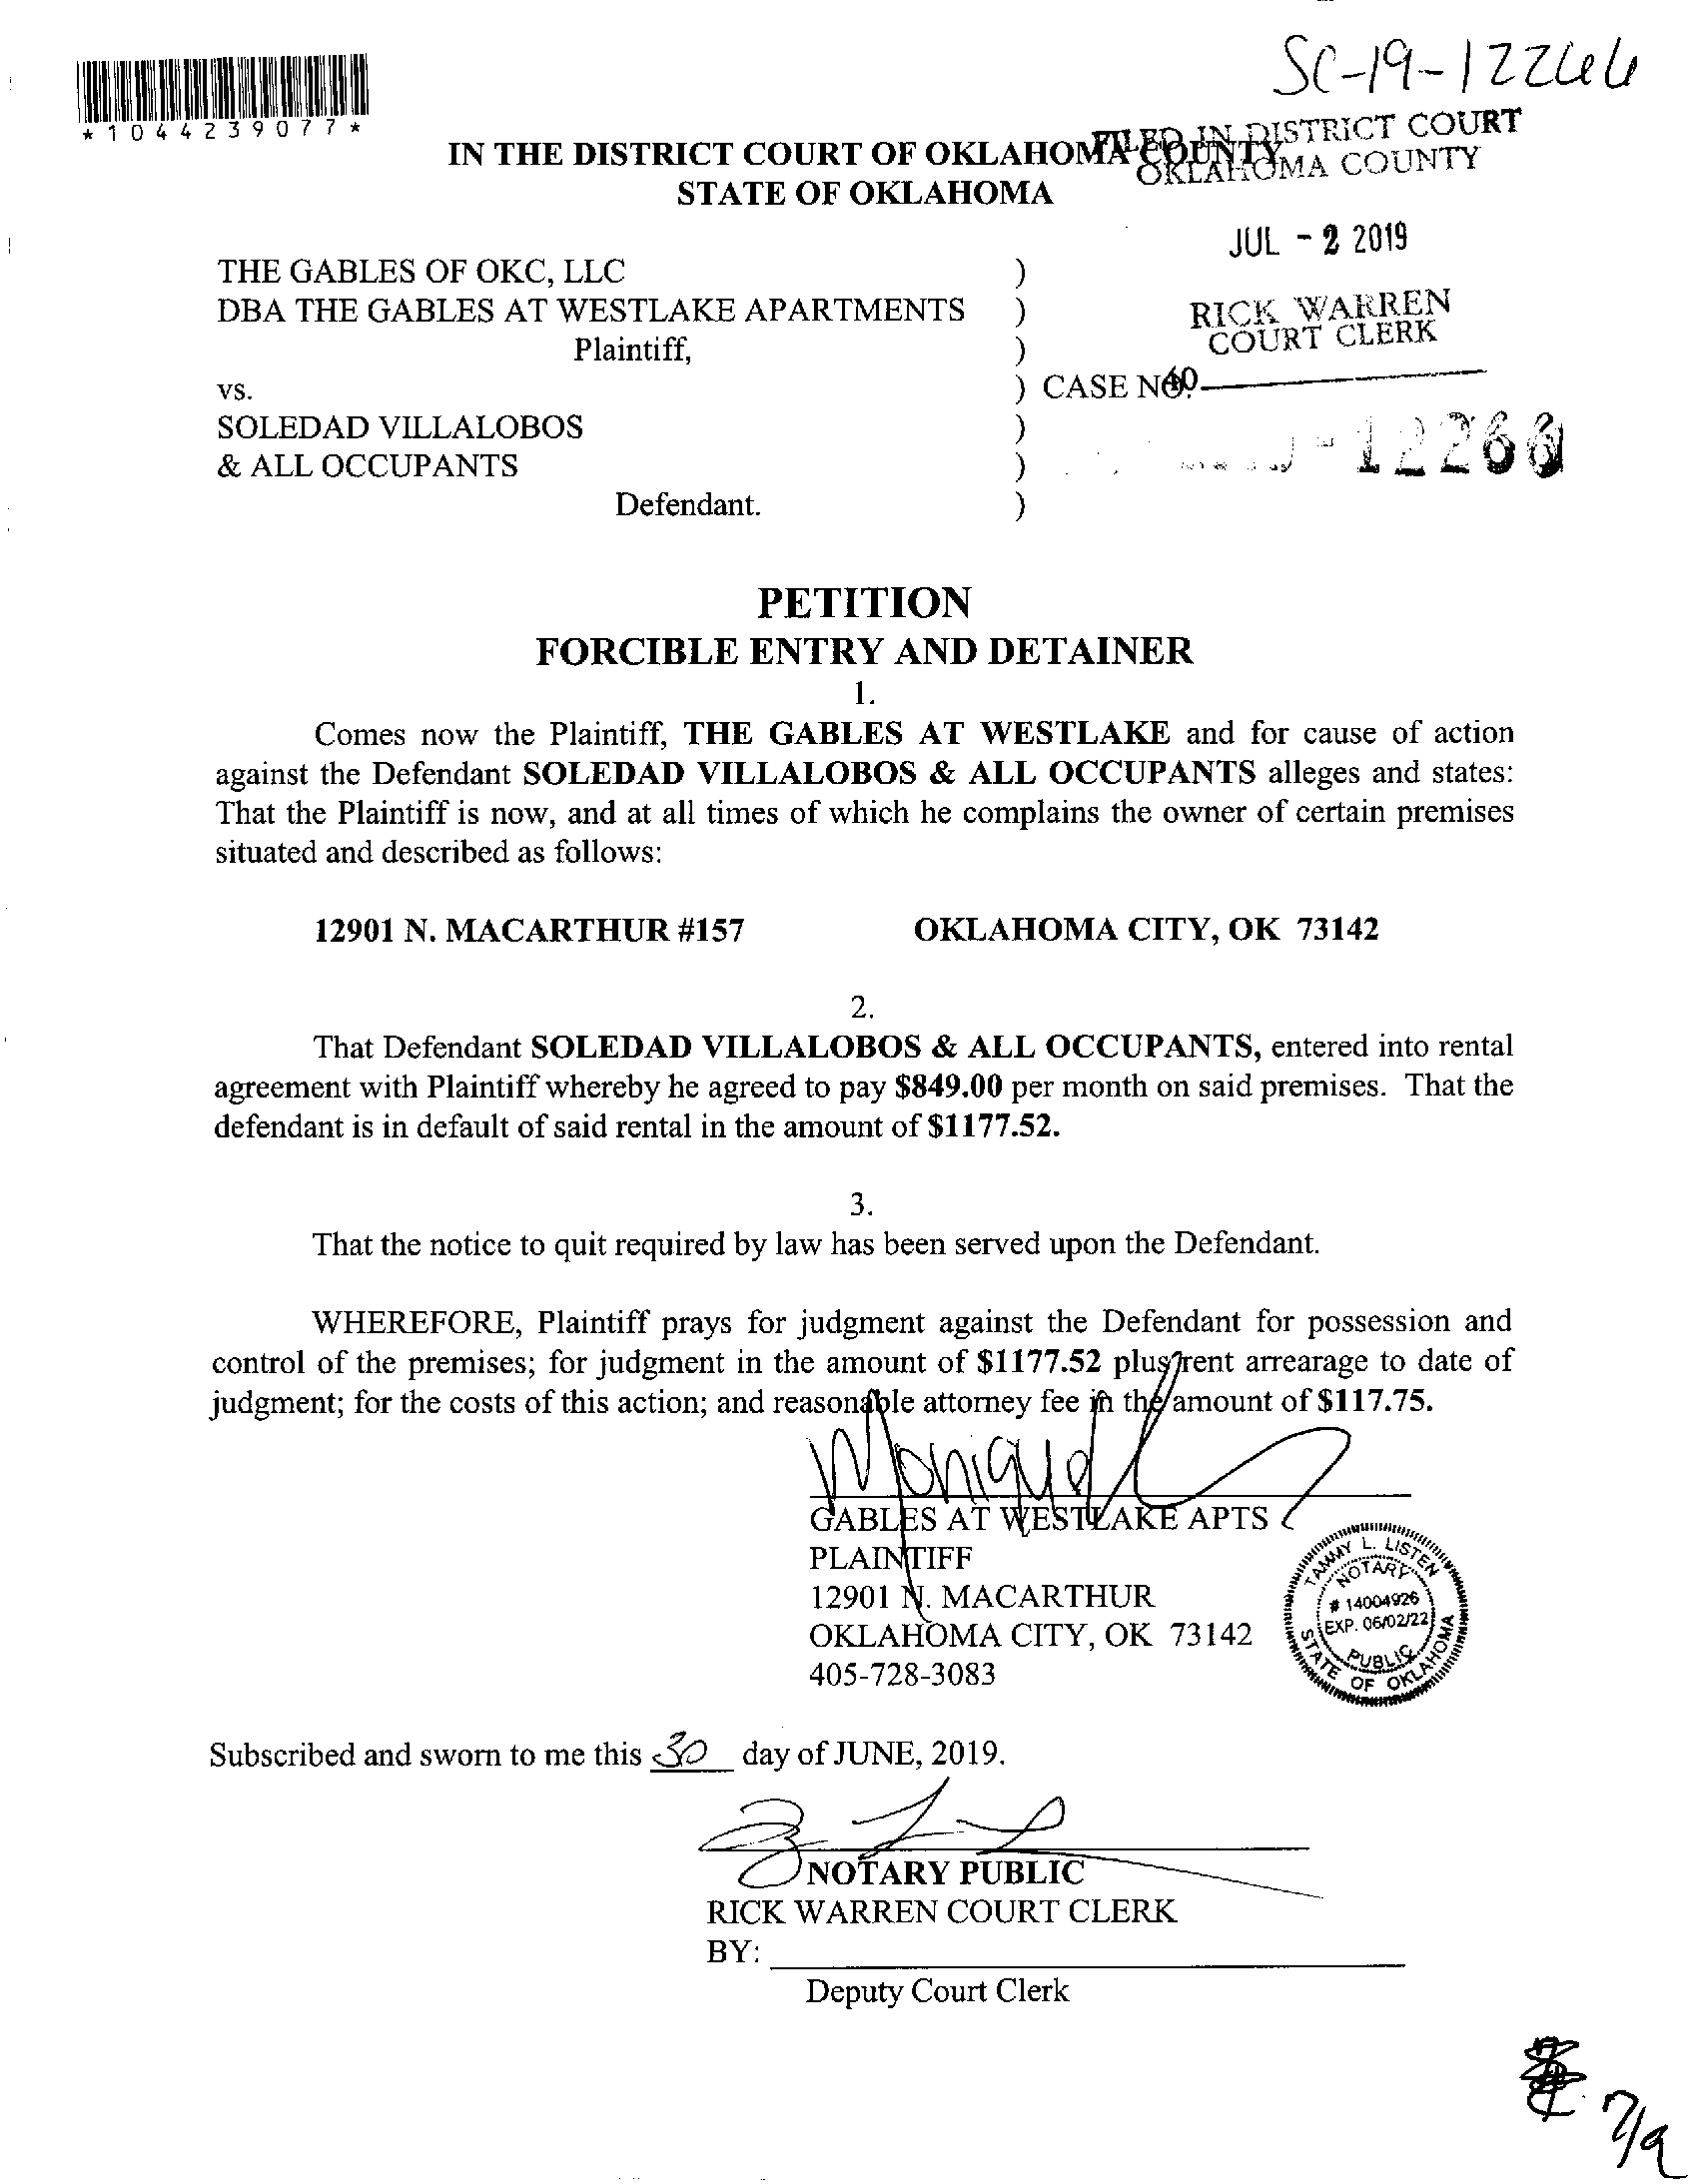 SC-19-12266
*1044239077*
FILED IN DISTRICT COURT
OKLAHOMA COUNTY
IN THE DISTRICT COURT OF OKLAHOMA COUNTY
STATE OF OKLAHOMA
JUL - 2 2019
RICK WARREN
COURT CLERK
40
THE GABLES OF OKC, LLC )
DBA THE GABLES AT WESTLAKE APARTMENTS )
Plaintiff, )
vs. ) CASE NO.
SOLEDAD VILLALOBOS )
& ALL OCCUPANTS )
Defendant. )
-12266
PETITION
FORCIBLE ENTRY AND DETAINER
1.
Comes now the Plaintiff, THE GABLES AT WESTLAKE and for cause of action
against the Defendant SOLEDAD VILLALOBOS & ALL OCCUPANTS alleges and states:
That the Plaintiff is now, and at all times of which he complains the owner of certain premises
situated and described as follows:
12901 N. MACARTHUR #157 OKLAHOMA CITY, OK 73142
2.
That Defendant SOLEDAD VILLALOBOS & ALL OCCUPANTS, entered into rental
agreement with Plaintiff whereby he agreed to pay $849.00 per month on said premises. That the
defendant is in default of said rental in the amount of $1177.52.
3.
That the notice to quit required by law has been served upon the Defendant.
WHEREFORE, Plaintiff prays for judgment against the Defendant for possession and
control of the premises; for judgment in the amount of $1177.52 plus rent arrearage to date of
judgment; for the costs of this action; and reasonable attorney fee in the amount of $117.75.
Monique
GABLES AT WESTLAKE APTS
PLAINTIFF
12901 N. MACARTHUR
OKLAHOMA CITY, OK 73142
405-728-3083
TAMMY L. LISTEN
NOTARY
# 14004926
EXP. 06/02/22
PUBLIC
STATE OF OKLAHOMA
Subscribed and sworn to me this 30 day of JUNE, 2019.
NOTARY PUBLIC
RICK WARREN COURT CLERK
BY:
Deputy Court Clerk
7/9